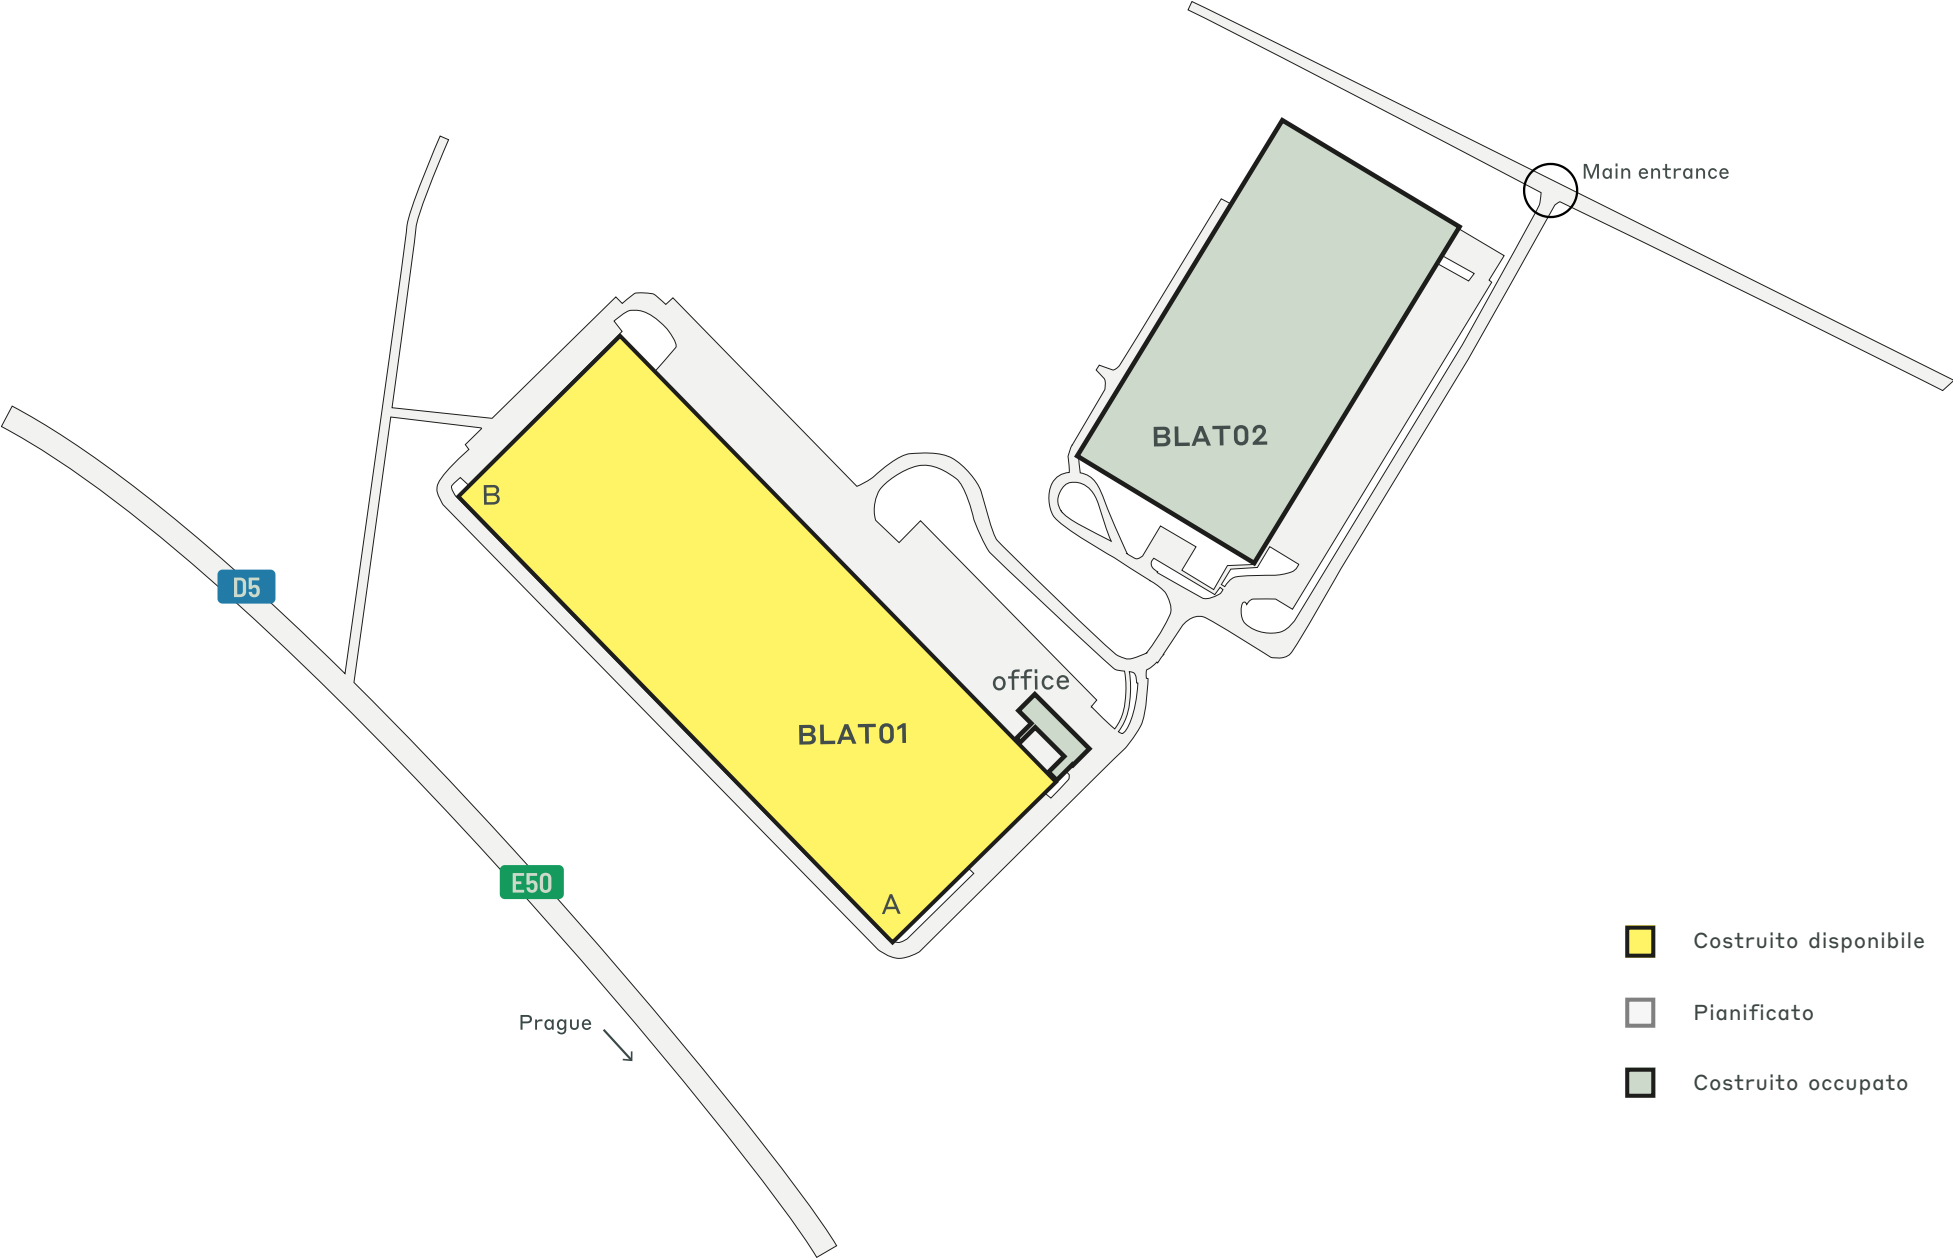 Main entrance
BLAT02
B
D5
office
BLAT01
E50
A
Prague
Costruito disponibile
Pianificato
Costruito occupato